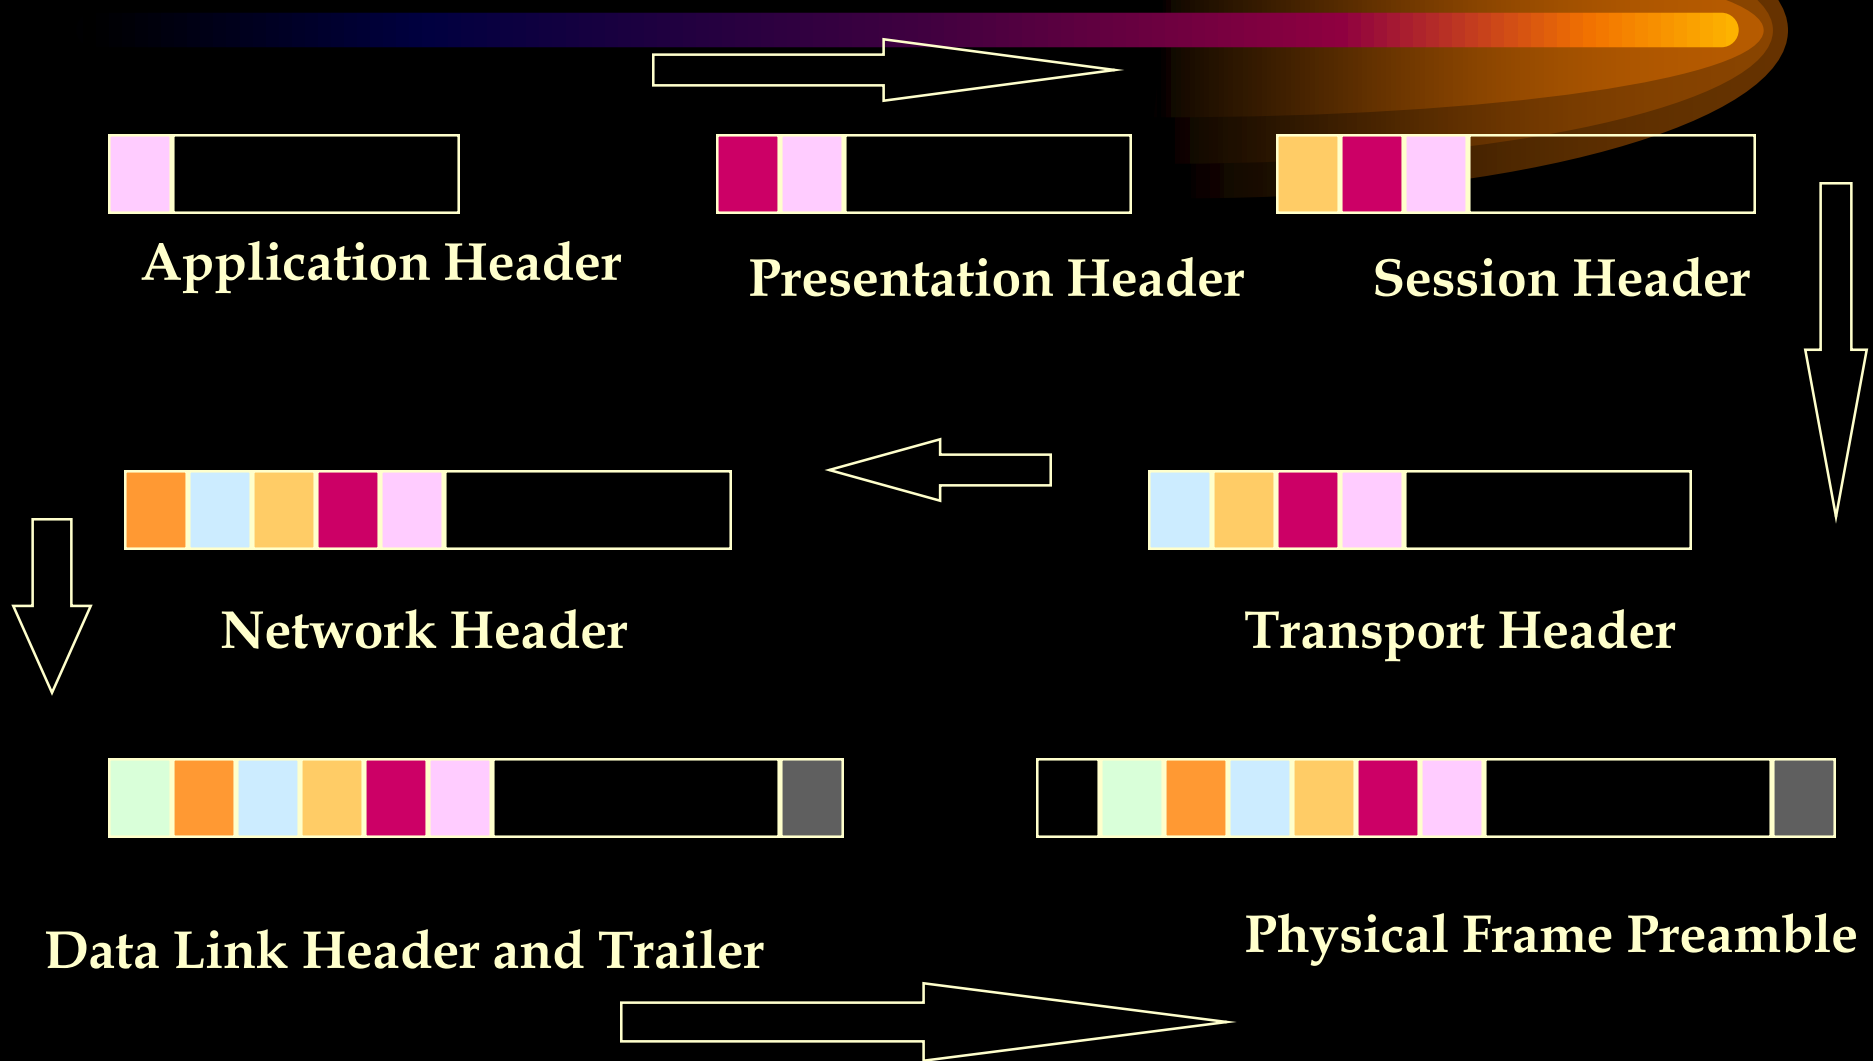 Application Header
Presentation Header
Session Header
Network Header
Transport Header
Data Link Header and Trailer
Physical Frame Preamble